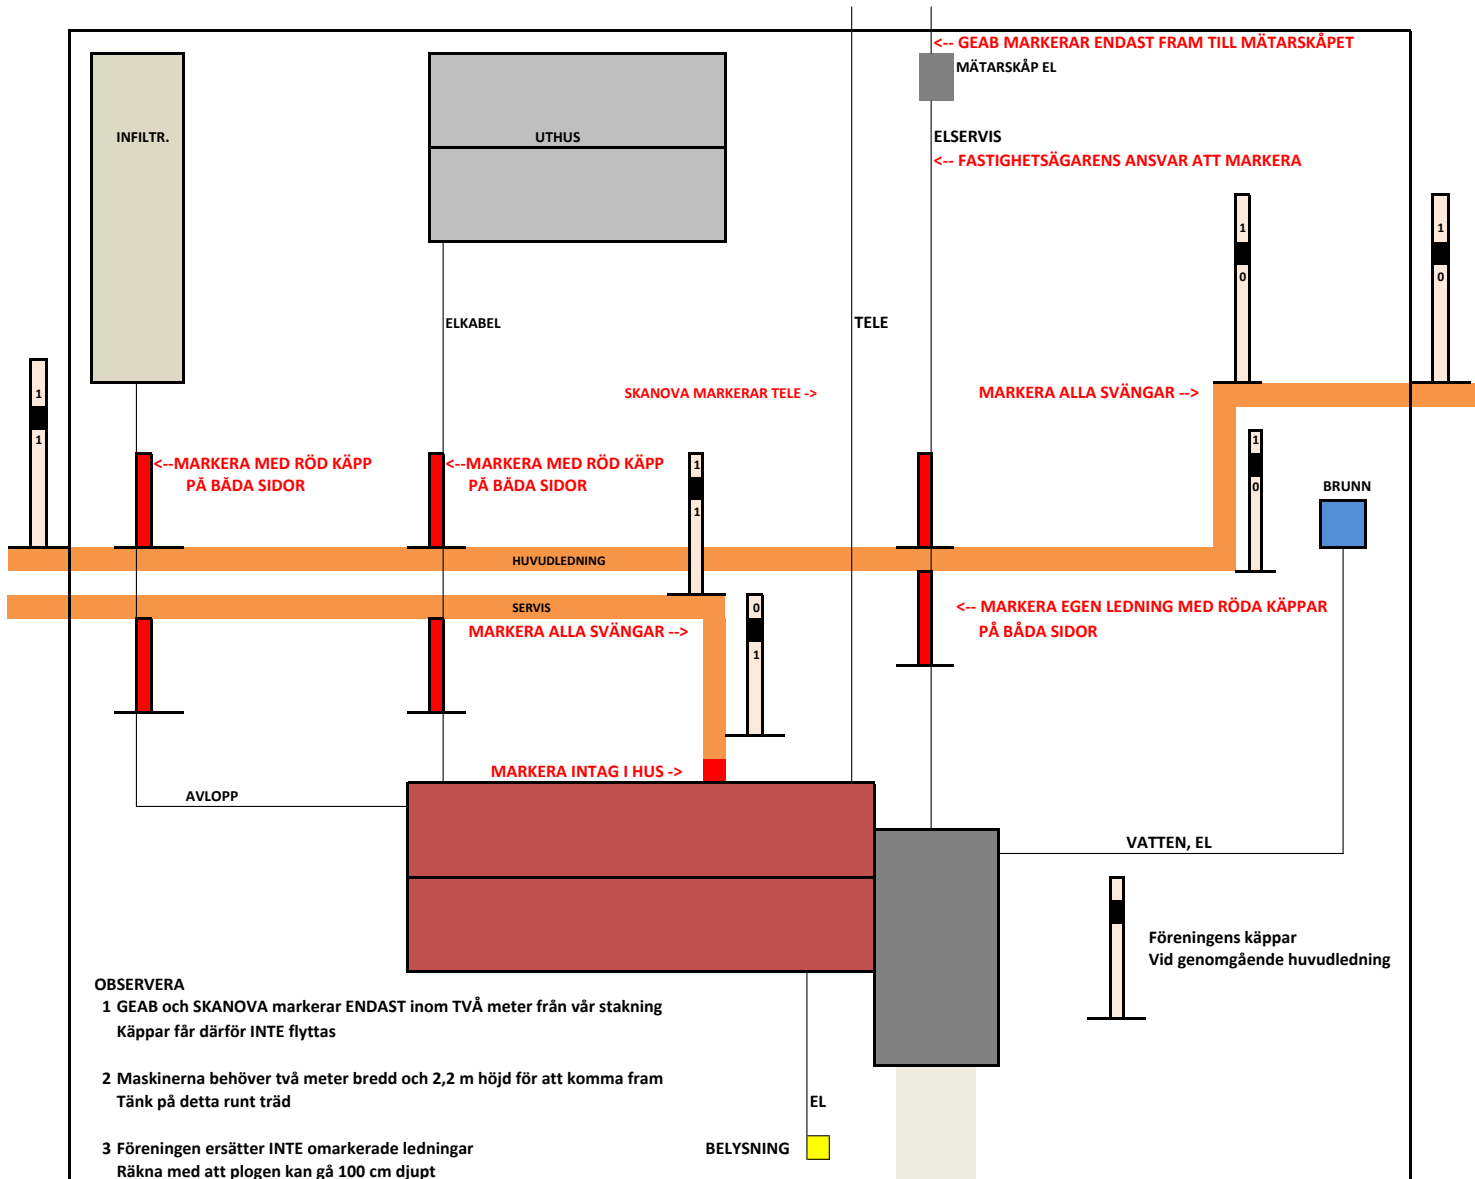 <-- GEAB MARKERAR ENDAST FRAM TILL MÄTARSKÅPET
MÄTARSKÅP EL
INFILTR.
UTHUS
ELSERVIS
<-- FASTIGHETSÄGARENS ANSVAR ATT MARKERA
1
0
1
0
ELKABEL
TELE
SKANOVA MARKERAR TELE ->
MARKERA ALLA SVÄNGAR -->
1
1
<--MARKERA MED RÖD KÄPP
PÅ BÅDA SIDOR
<--MARKERA MED RÖD KÄPP
PÅ BÅDA SIDOR
1
1
1
0
BRUNN
HUVUDLEDNING
SERVIS
<-- MARKERA EGEN LEDNING MED RÖDA KÄPPAR
PÅ BÅDA SIDOR
MARKERA ALLA SVÄNGAR -->
0
1
MARKERA INTAG I HUS ->
AVLOPP
VATTEN, EL
Föreningens käppar
Vid genomgående huvudledning
OBSERVERA
1 GEAB och SKANOVA markerar ENDAST inom TVÅ meter från vår stakning
Käppar får därför INTE flyttas
2 Maskinerna behöver två meter bredd och 2,2 m höjd för att komma fram
Tänk på detta runt träd
EL
3 Föreningen ersätter INTE omarkerade ledningar
Räkna med att plogen kan gå 100 cm djupt
BELYSNING